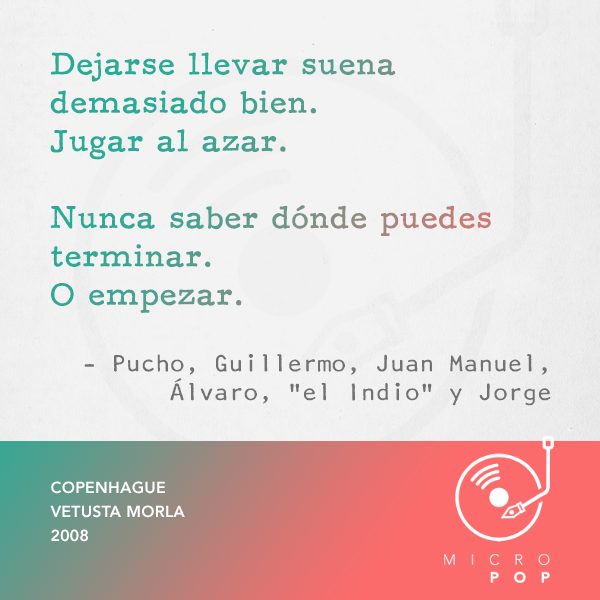 Dejarse llevar suena
demasiado bien.
Jugar al azar.
Nunca saber dónde puedes
terminar.
O empezar.
– Pucho, Guillermo, Juan Manuel,
Álvaro, "el Indio" y Jorge
COPENHAGUE
VETUSTA MORLA
2008
MICRO
POP